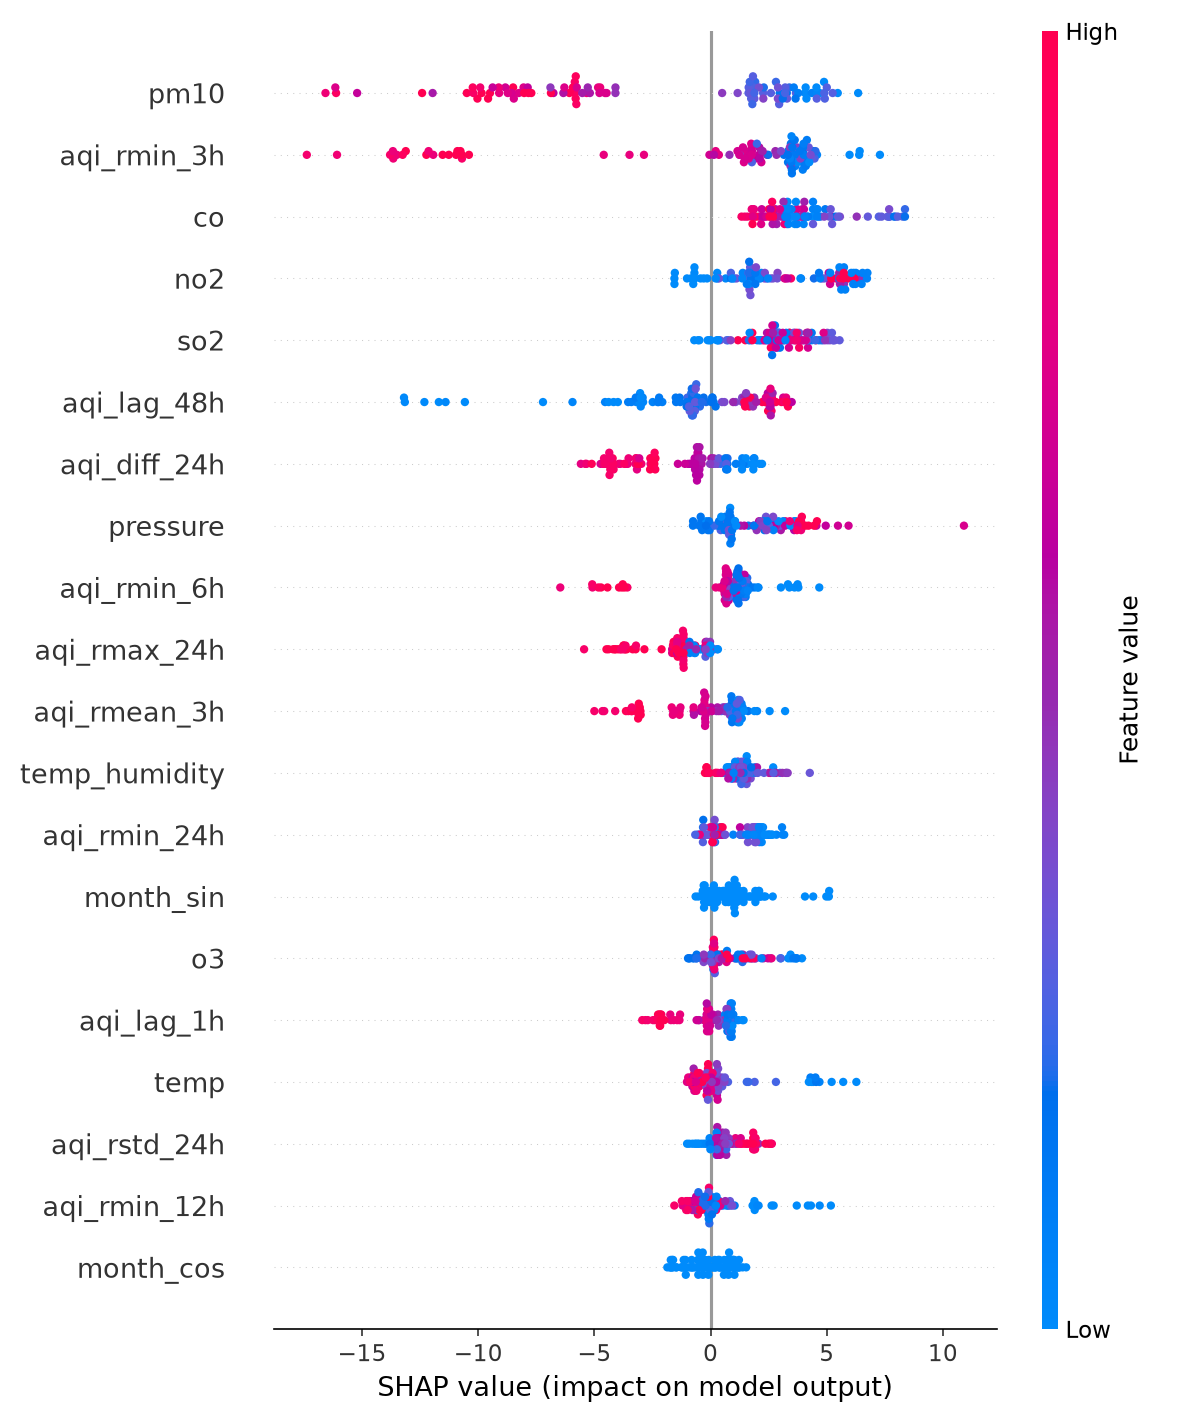 High
pm10
aqi_rmin_3h
co
no2
so2
aqi_lag_48h
aqi_diff_24h
pressure
aqi_rmin_6h
aqi_rmax_24h
aqi_rmean_3h
temp_humidity
aqi_rmin_24h
month_sin
o3
aqi_lag_1h
temp
aqi_rstd_24h
aqi_rmin_12h
month_cos
Feature value
Low
−15 −10 −5 0 5 10
SHAP value (impact on model output)